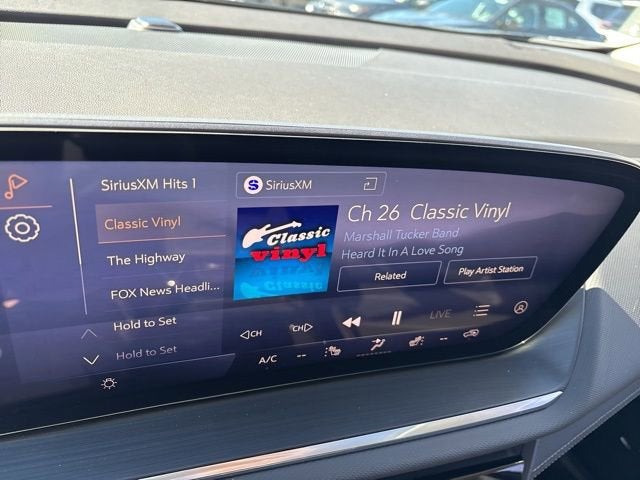 SiriusXM Hits 1
Classic Vinyl
The Highway
FOX News Headli...
Hold to Set
Hold to Set
S SiriusXM
Classic
vinyl
Classic
Ch 26 Classic Vinyl
Marshall Tucker Band
Heard It In A Love Song
Related
Play Artist Station
CH
CH
LIVE
A/C
--
--